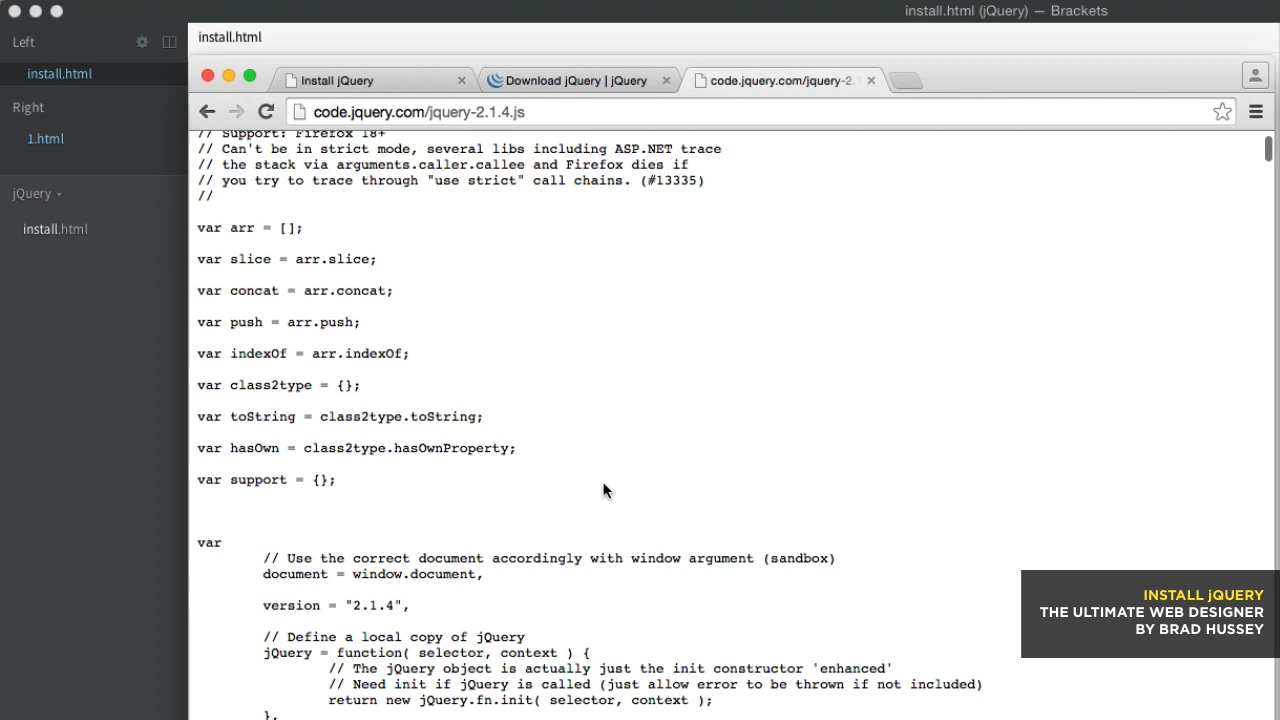 install.html (jQuery) — Brackets
Left
install.html
Right
1.html
jQuery
install.html
install.html
Install jQuery
Download jQuery | jQuery
code.jquery.com/jquery-2.
code.jquery.com/jquery-2.1.4.js
// Support: Firefox 18+
// Can't be in strict mode, several libs including ASP.NET trace
// the stack via arguments.caller.callee and Firefox dies if
// you try to trace through "use strict" call chains. (#13335)
//
var arr = [];
var slice = arr.slice;
var concat = arr.concat;
var push = arr.push;
var indexOf = arr.indexOf;
var class2type = {};
var toString = class2type.toString;
var hasOwn = class2type.hasOwnProperty;
var support = {};
var
// Use the correct document accordingly with window argument (sandbox)
document = window.document,
version = "2.1.4",
// Define a local copy of jQuery
jQuery = function( selector, context ) {
// The jQuery object is actually just the init constructor 'enhanced'
// Need init if jQuery is called (just allow error to be thrown if not included)
return new jQuery.fn.init( selector, context );
},
INSTALL jQUERY
THE ULTIMATE WEB DESIGNER
BY BRAD HUSSEY